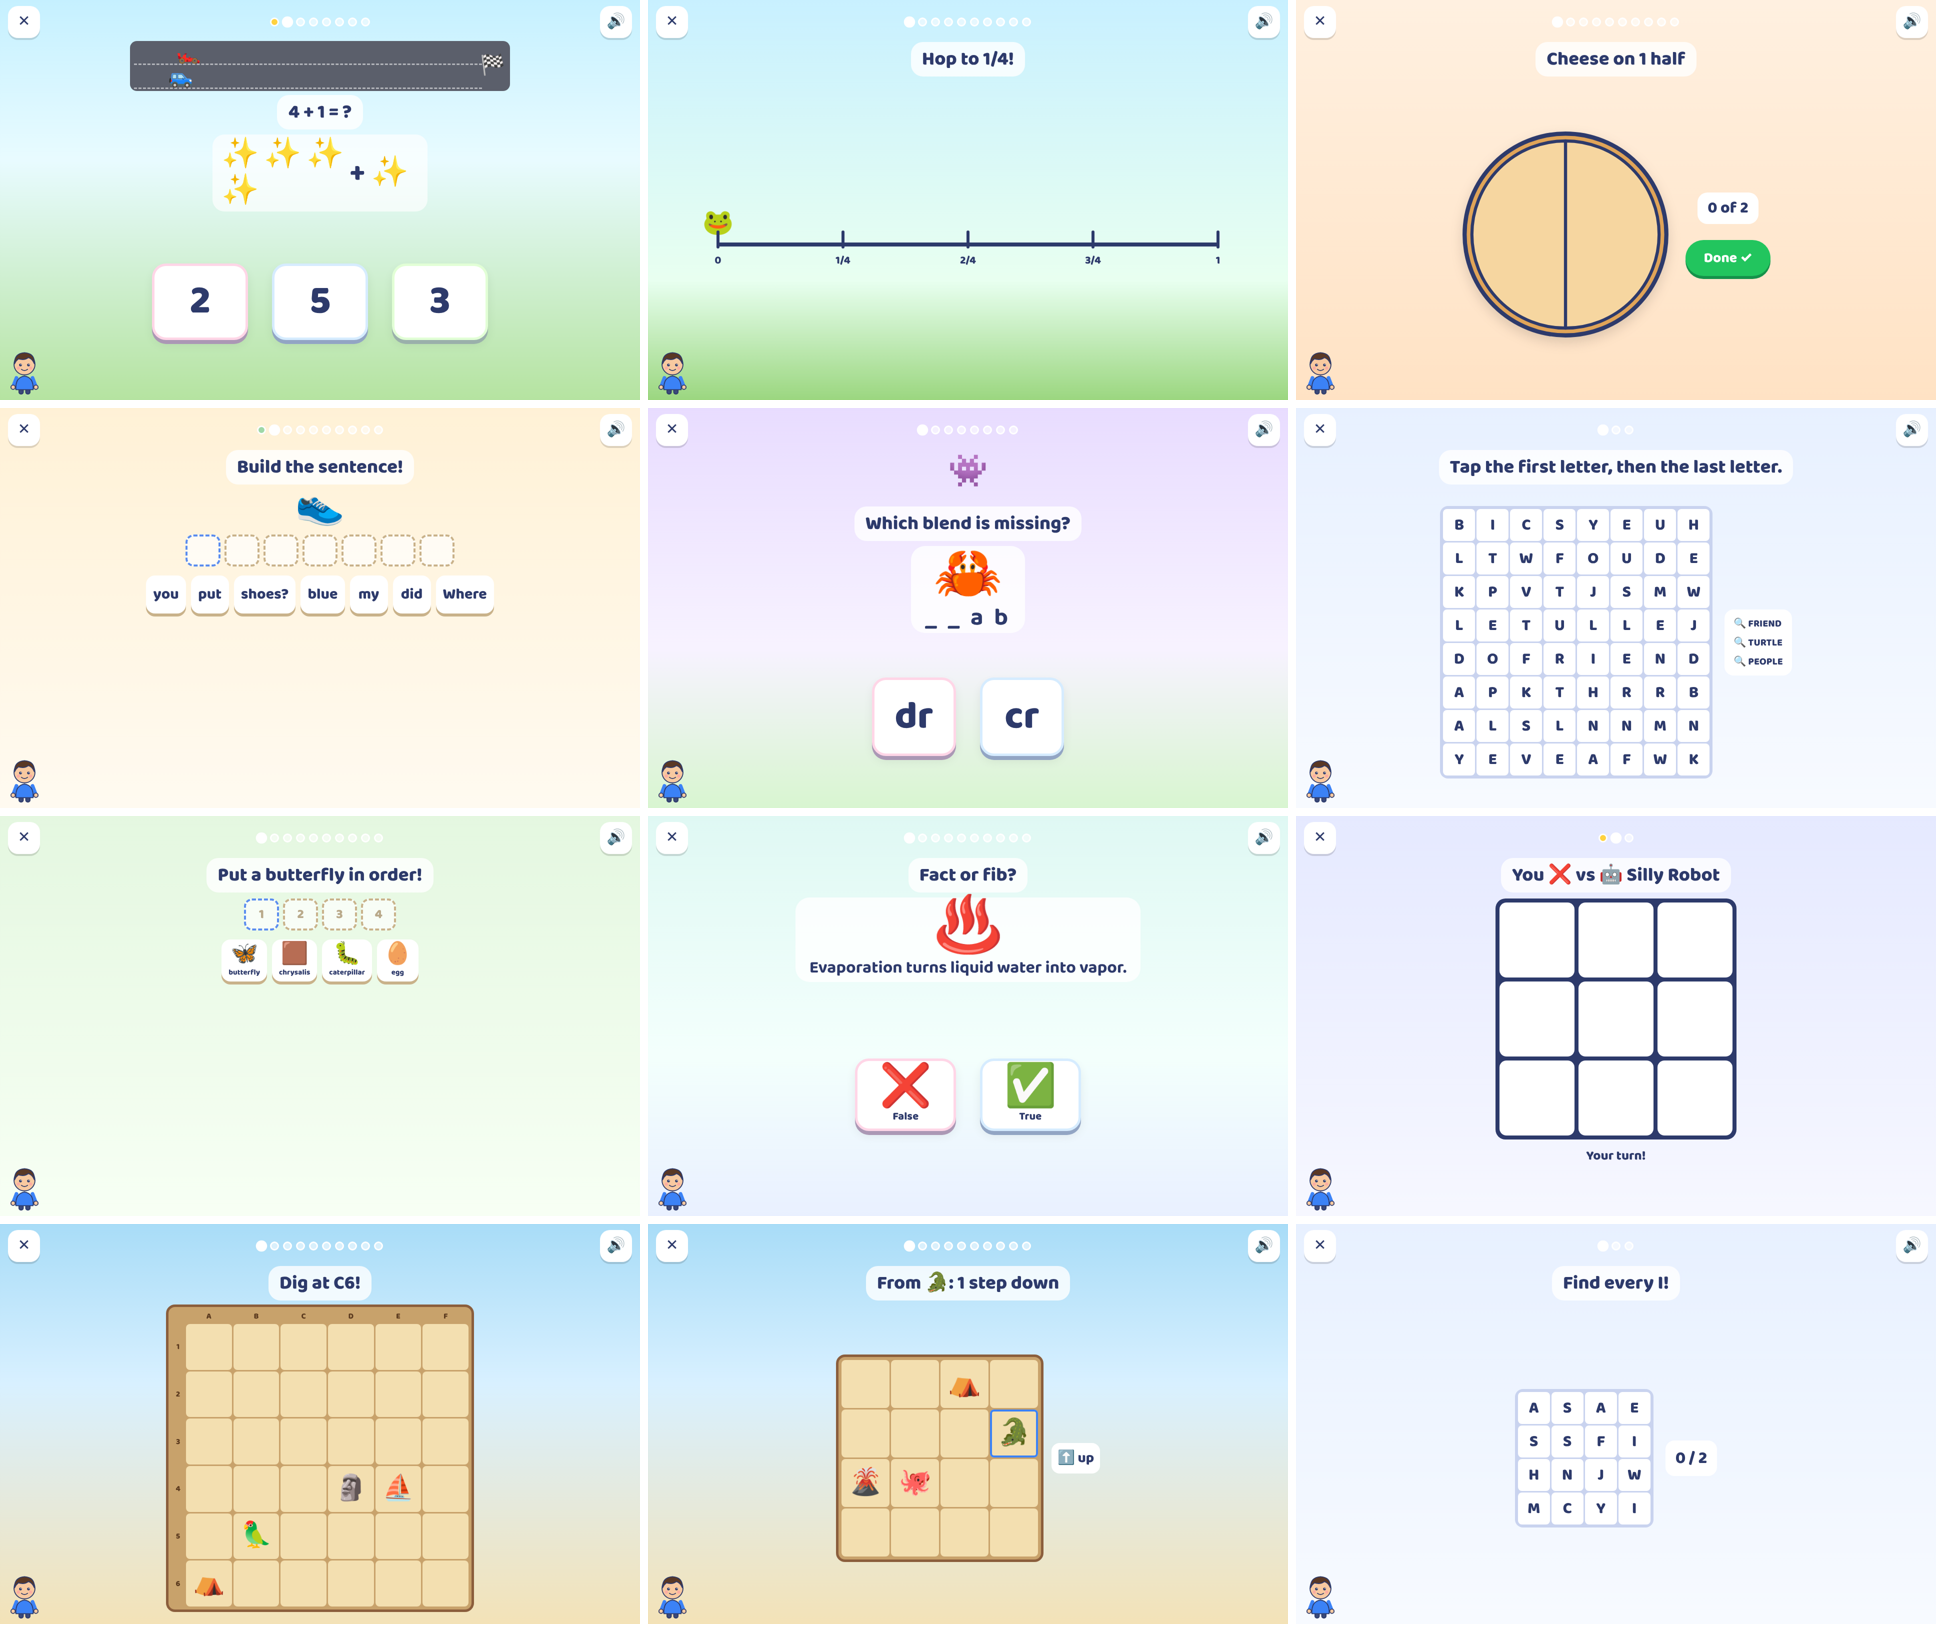 ✕
4 + 1 = ?
+
2 5 3
✕
Hop to 1/4!
0 1/4 2/4 3/4 1
✕
Cheese on 1 half
0 of 2
Done ✓
✕
Build the sentence!
you put shoes? blue my did Where
✕
Which blend is missing?
_ _ a b
dr cr
✕
Tap the first letter, then the last letter.
B I C S Y E U H
L T W F O U D E
K P V T J S M W
L E T U L L E J
D O F R I E N D
A P K T H R R B
A L S L N N M N
Y E V E A F W K
FRIEND
TURTLE
PEOPLE
✕
Put a butterfly in order!
1 2 3 4
butterfly chrysalis caterpillar egg
✕
Fact or fib?
Evaporation turns liquid water into vapor.
False True
✕
You ❌ vs 🤖 Silly Robot
Your turn!
✕
Dig at C6!
A B C D E F
1
2
3
4
5
6
✕
From 🐊: 1 step down
⬆️ up
✕
Find every I!
A S A E
S S F I
H N J W
M C Y I
0 / 2